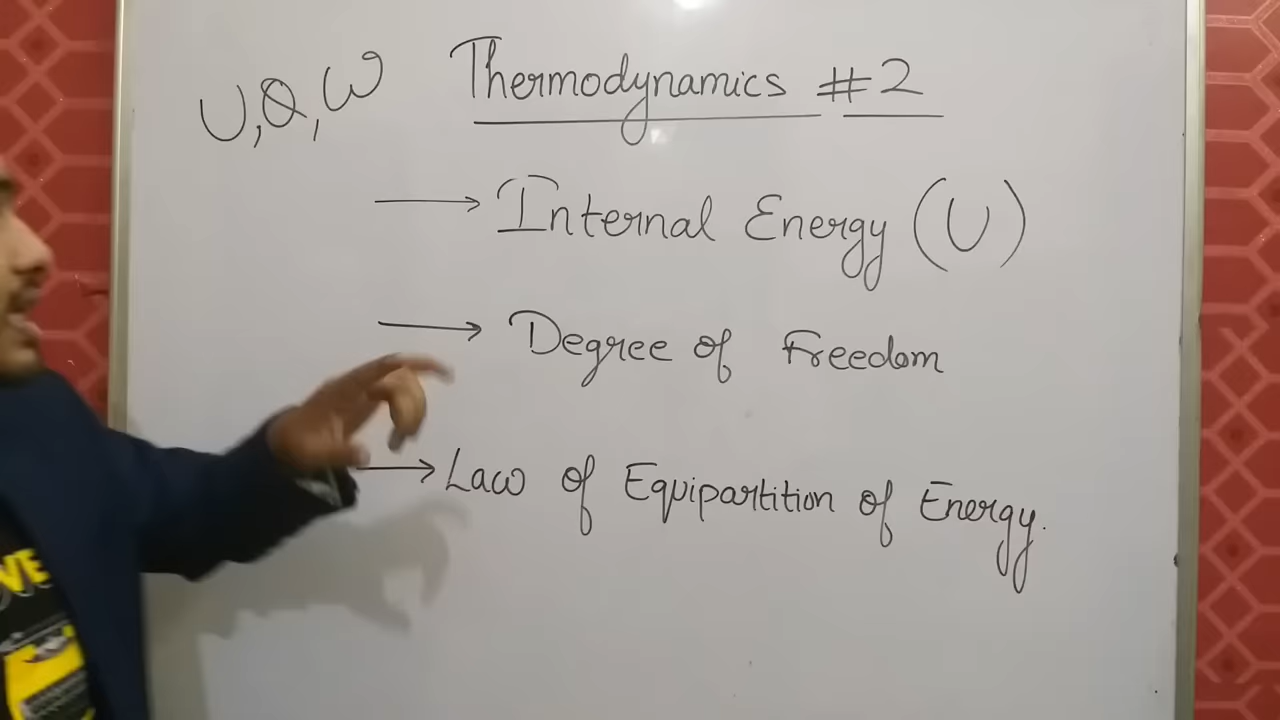 U, Q, W
Thermodynamics #2
→ Internal Energy (U)
→ Degree of Freedom
→ Law of Equipartition of Energy.